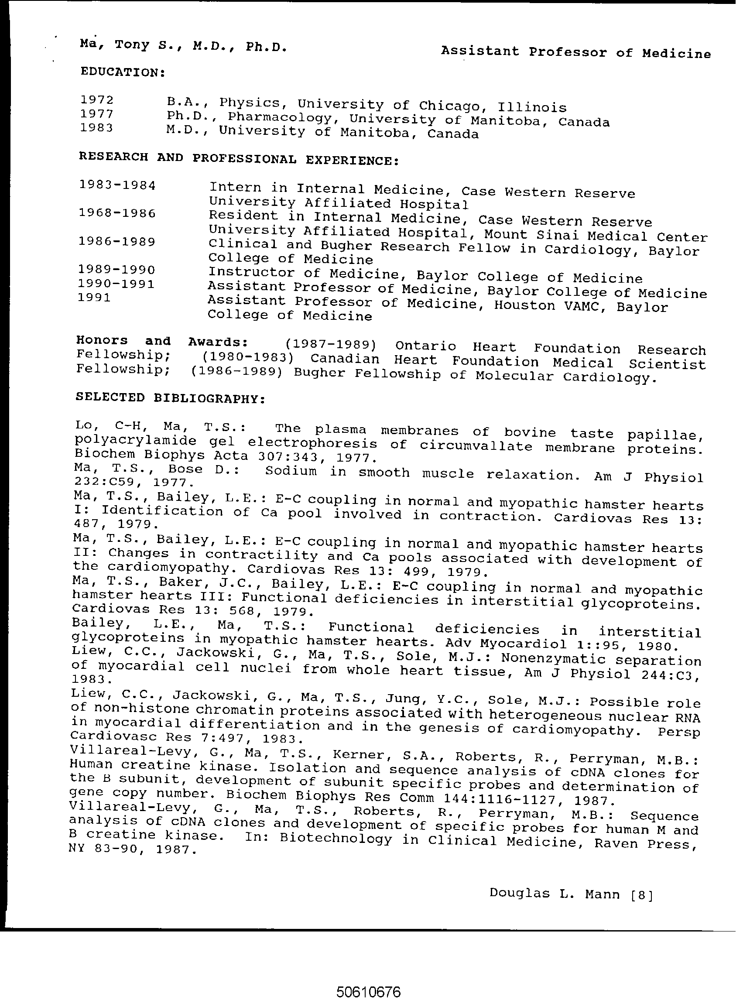 Ma, Tony S., M.D., Ph.D.
Assistant Professor of Medicine
EDUCATION:
1972 B.A., Physics, University of Chicago, Illinois
1977 Ph.D., Pharmacology, University of Manitoba, Canada
1983 M.D., University of Manitoba, Canada
RESEARCH AND PROFESSIONAL EXPERIENCE:
1983-1984 Intern in Internal Medicine, Case Western Reserve
University Affiliated Hospital
1968-1986 Resident in Internal Medicine, Case Western Reserve
University Affiliated Hospital, Mount Sinai Medical Center
1986-1989 Clinical and Bugher Research Fellow in Cardiology, Baylor
College of Medicine
1989-1990 Instructor of Medicine, Baylor College of Medicine
1990-1991 Assistant Professor of Medicine, Baylor College of Medicine
1991 Assistant Professor of Medicine, Houston VAMC, Baylor
College of Medicine
Honors and Awards: (1987-1989) Ontario Heart Foundation Research
Fellowship; (1980-1983) Canadian Heart Foundation Medical Scientist
Fellowship; (1986-1989) Bugher Fellowship of Molecular Cardiology.
SELECTED BIBLIOGRAPHY:
Lo, C-H, Ma, T.S.: The plasma membranes of bovine taste papillae,
polyacrylamide gel electrophoresis of circumvallate membrane proteins.
Biochem Biophys Acta 307:343, 1977.
Ma, T.S., Bose D.: Sodium in smooth muscle relaxation. Am J Physiol
232:C59, 1977.
Ma, T.S., Bailey, L.E.: E-C coupling in normal and myopathic hamster hearts
I: Identification of Ca pool involved in contraction. Cardiovas Res 13:
487, 1979.
Ma, T.S., Bailey, L.E.: E-C coupling in normal and myopathic hamster hearts
II: Changes in contractility and Ca pools associated with development of
the cardiomyopathy. Cardiovas Res 13: 499, 1979.
Ma, T.S., Baker, J.C., Bailey, L.E.: E-C coupling in normal and myopathic
hamster hearts III: Functional deficiencies in interstitial glycoproteins.
Cardiovas Res 13: 568, 1979.
Bailey, L.E., Ma, T.S.: Functional deficiencies in interstitial
glycoproteins in myopathic hamster hearts. Adv Myocardiol 1::95, 1980.
Liew, C.C., Jackowski, G., Ma, T.S., Sole, M.J.: Nonenzymatic separation
of myocardial cell nuclei from whole heart tissue, Am J Physiol 244:C3,
1983.
Liew, C.C., Jackowski, G., Ma, T.S., Jung, Y.C., Sole, M.J.: Possible role
of non-histone chromatin proteins associated with heterogeneous nuclear RNA
in myocardial differentiation and in the genesis of cardiomyopathy. Persp
Cardiovasc Res 7:497, 1983.
Villareal-Levy, G., Ma, T.S., Kerner, S.A., Roberts, R., Perryman, M.B.:
Human creatine kinase. Isolation and sequence analysis of cDNA clones for
the B subunit, development of subunit specific probes and determination of
gene copy number. Biochem Biophys Res Comm 144:1116-1127, 1987.
Villareal-Levy, G., Ma, T.S., Roberts, R., Perryman, M.B.: Sequence
analysis of cDNA clones and development of specific probes for human M and
B creatine kinase. In: Biotechnology in Clinical Medicine, Raven Press,
NY 83-90, 1987.
Douglas L. Mann [8]
50610676